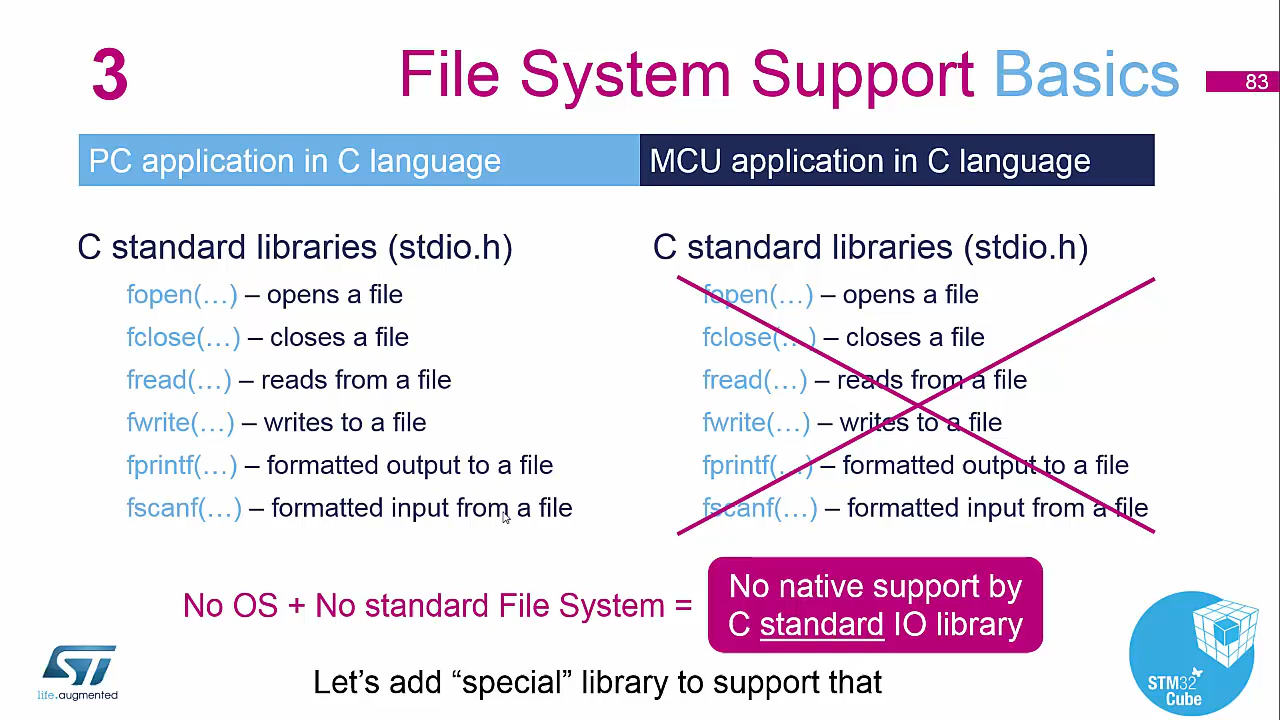 3
File System Support Basics
83
PC application in C language
MCU application in C language
C standard libraries (stdio.h)
fopen(…) – opens a file
fclose(…) – closes a file
fread(…) – reads from a file
fwrite(…) – writes to a file
fprintf(…) – formatted output to a file
fscanf(…) – formatted input from a file
C standard libraries (stdio.h)
fopen(…) – opens a file
fclose(…) – closes a file
fread(…) – reads from a file
fwrite(…) – writes to a file
fprintf(…) – formatted output to a file
fscanf(…) – formatted input from a file
No OS + No standard File System =
No native support by
C standard IO library
Let's add “special” library to support that
ST
life.augmented
STM32
Cube